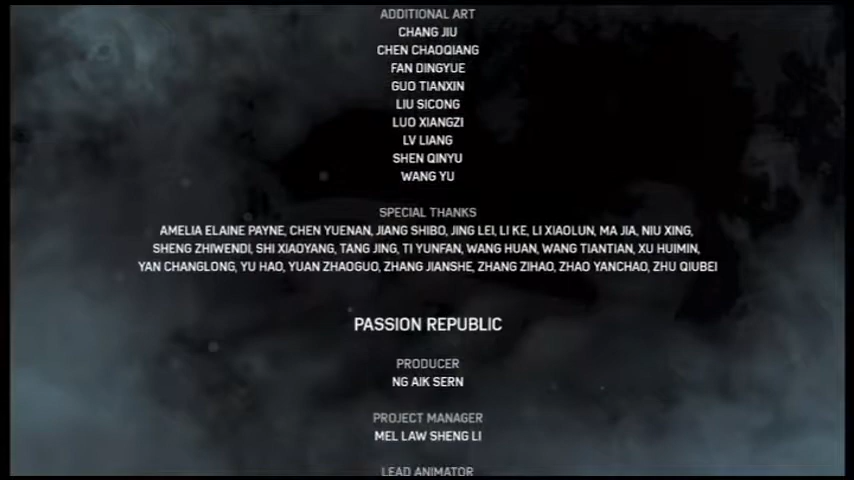 ADDITIONAL ART
CHANG JIU
CHEN CHAOQIANG
FAN DINGYUE
GUO TIANXIN
LIU SICONG
LUO XIANGZI
LV LIANG
SHEN QINYU
WANG YU
SPECIAL THANKS
AMELIA ELAINE PAYNE, CHEN YUENAN, JIANG SHIBO, JING LEI, LI KE, LI XIAOLUN, MA JIA, NIU XING,
SHENG ZHIWENDI, SHI XIAOYANG, TANG JING, TI YUNFAN, WANG HUAN, WANG TIANTIAN, XU HUIMIN,
YAN CHANGLONG, YU HAO, YUAN ZHAOGUO, ZHANG JIANSHE, ZHANG ZIHAO, ZHAO YANCHAO, ZHU QIUBEI
PASSION REPUBLIC
PRODUCER
NG AIK SERN
PROJECT MANAGER
MEL LAW SHENG LI
LEAD ANIMATOR